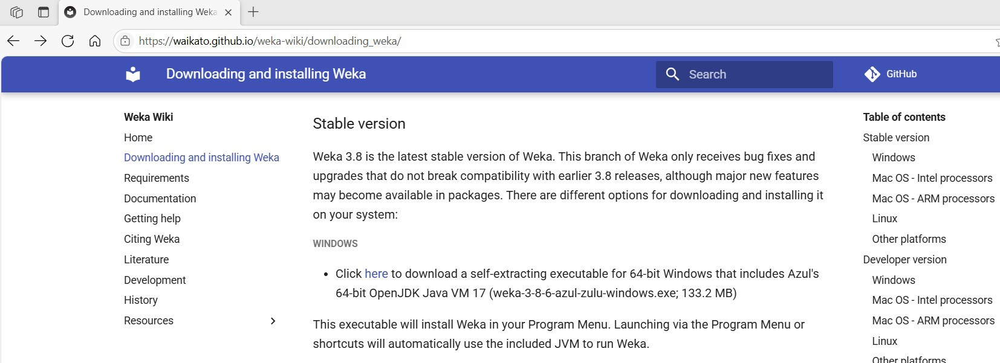 Downloading and installing Weka
https://waikato.github.io/weka-wiki/downloading_weka/
Downloading and installing Weka
Search
GitHub
Weka Wiki
Home
Downloading and installing Weka
Requirements
Documentation
Getting help
Citing Weka
Literature
Development
History
Resources
Stable version
Weka 3.8 is the latest stable version of Weka. This branch of Weka only receives bug fixes and
upgrades that do not break compatibility with earlier 3.8 releases, although major new features
may become available in packages. There are different options for downloading and installing it
on your system:
WINDOWS
• Click here to download a self-extracting executable for 64-bit Windows that includes Azul's
64-bit OpenJDK Java VM 17 (weka-3-8-6-azul-zulu-windows.exe; 133.2 MB)
This executable will install Weka in your Program Menu. Launching via the Program Menu or
shortcuts will automatically use the included JVM to run Weka.
Table of contents
Stable version
Windows
Mac OS - Intel processors
Mac OS - ARM processors
Linux
Other platforms
Developer version
Windows
Mac OS - Intel processors
Mac OS - ARM processors
Linux
Other platforms